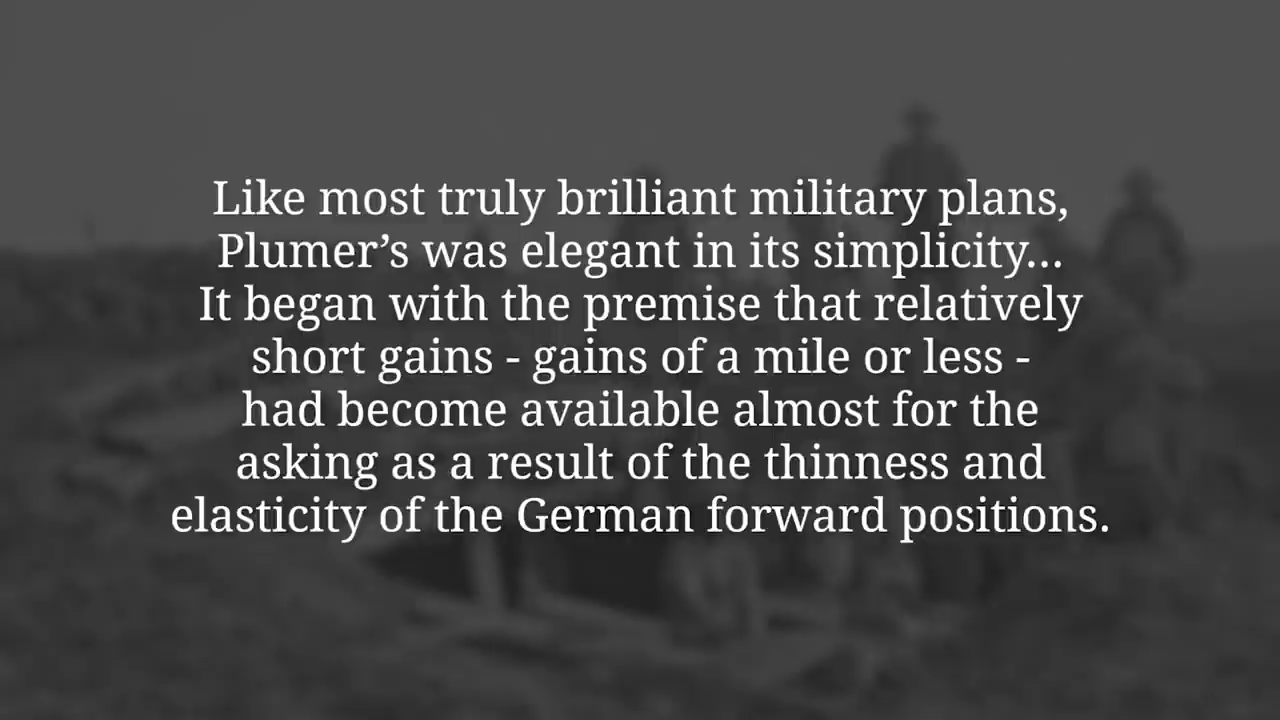 Like most truly brilliant military plans,
Plumer’s was elegant in its simplicity...
It began with the premise that relatively
short gains - gains of a mile or less -
had become available almost for the
asking as a result of the thinness and
elasticity of the German forward positions.